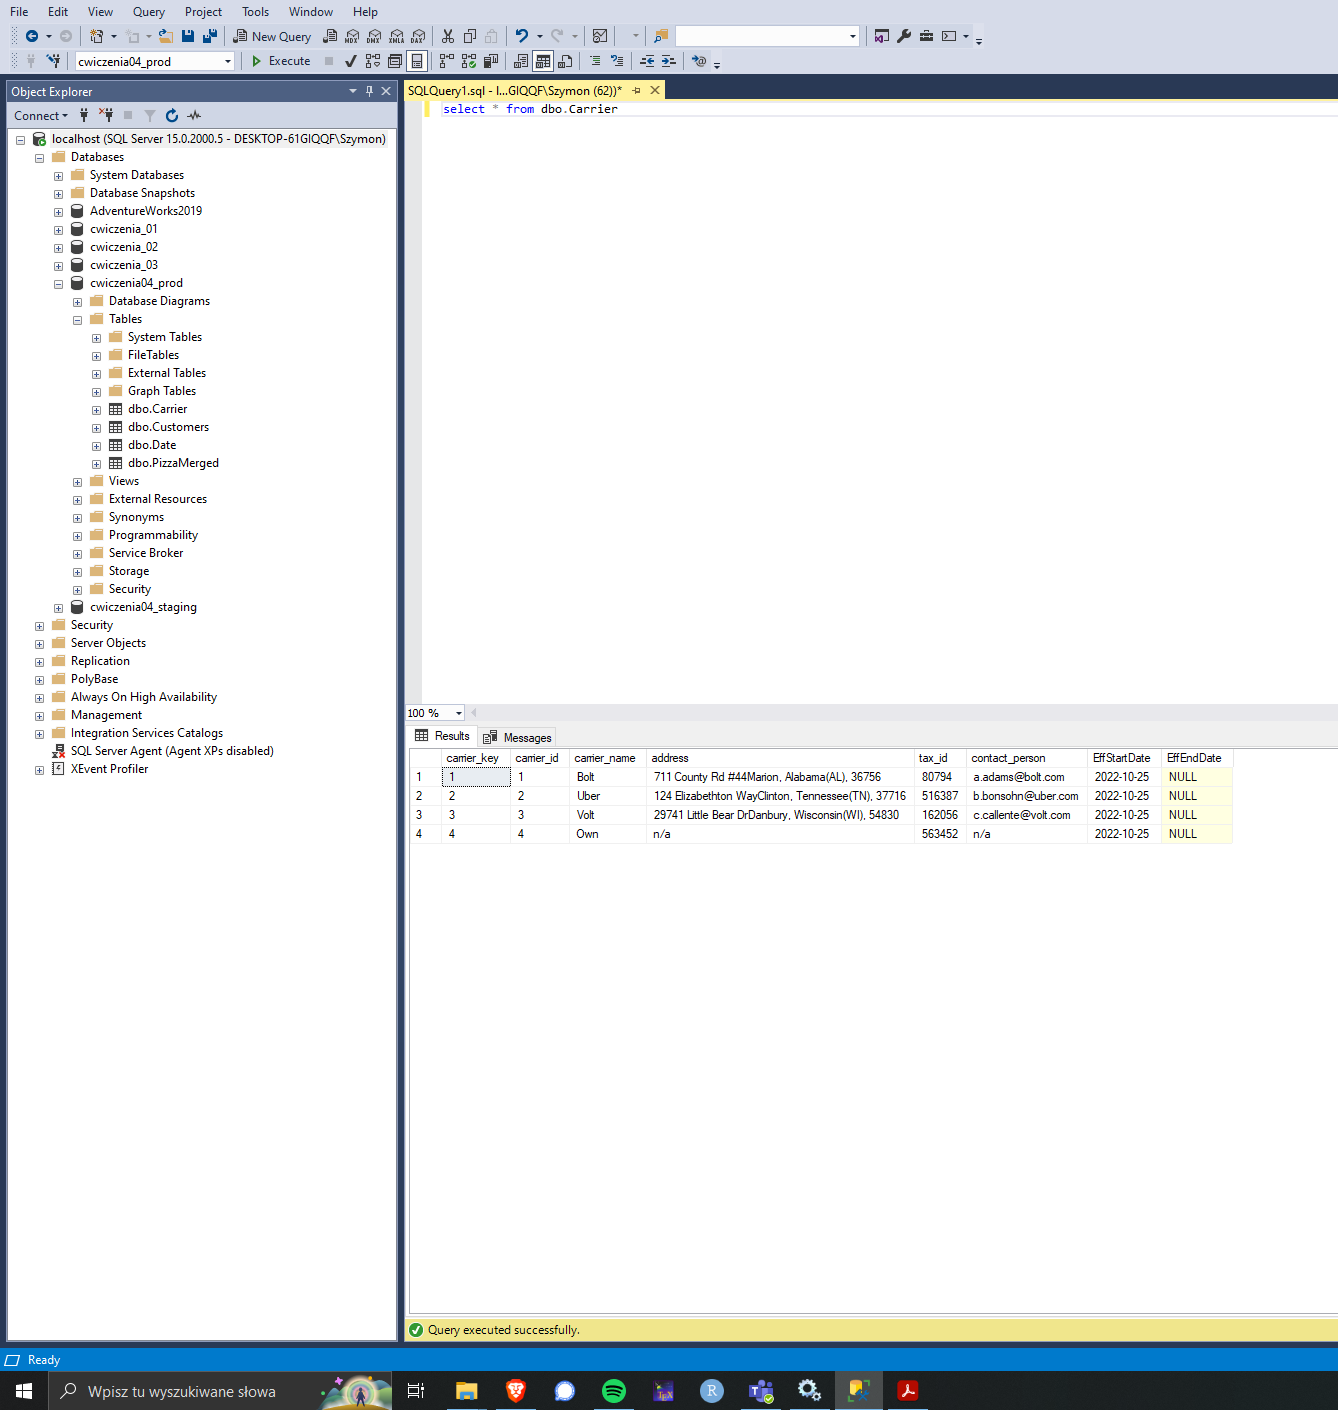 File Edit View Query Project Tools Window Help
New Query MDX DMX XMLA DAX
cwiczenia04_prod Execute
Object Explorer
SQLQuery1.sql - l...GIQQF\Szymon (62))*
Connect
select * from dbo.Carrier
localhost (SQL Server 15.0.2000.5 - DESKTOP-61GIQQF\Szymon)
Databases
System Databases
Database Snapshots
AdventureWorks2019
cwiczenia_01
cwiczenia_02
cwiczenia_03
cwiczenia04_prod
Database Diagrams
Tables
System Tables
FileTables
External Tables
Graph Tables
dbo.Carrier
dbo.Customers
dbo.Date
dbo.PizzaMerged
Views
External Resources
Synonyms
Programmability
Service Broker
Storage
Security
cwiczenia04_staging
Security
Server Objects
Replication
PolyBase
Always On High Availability
Management
Integration Services Catalogs
SQL Server Agent (Agent XPs disabled)
XEvent Profiler
100 %
Results Messages
carrier_key carrier_id carrier_name address tax_id contact_person EffStartDate EffEndDate
1 1 1 Bolt 711 County Rd #44Marion, Alabama(AL), 36756 80794 a.adams@bolt.com 2022-10-25 NULL
2 2 2 Uber 124 Elizabethton WayClinton, Tennessee(TN), 37716 516387 b.bonsohn@uber.com 2022-10-25 NULL
3 3 3 Volt 29741 Little Bear DrDanbury, Wisconsin(WI), 54830 162056 c.callente@volt.com 2022-10-25 NULL
4 4 4 Own n/a 563452 n/a 2022-10-25 NULL
Query executed successfully.
Ready
Wpisz tu wyszukiwane słowa
TEX
R
T